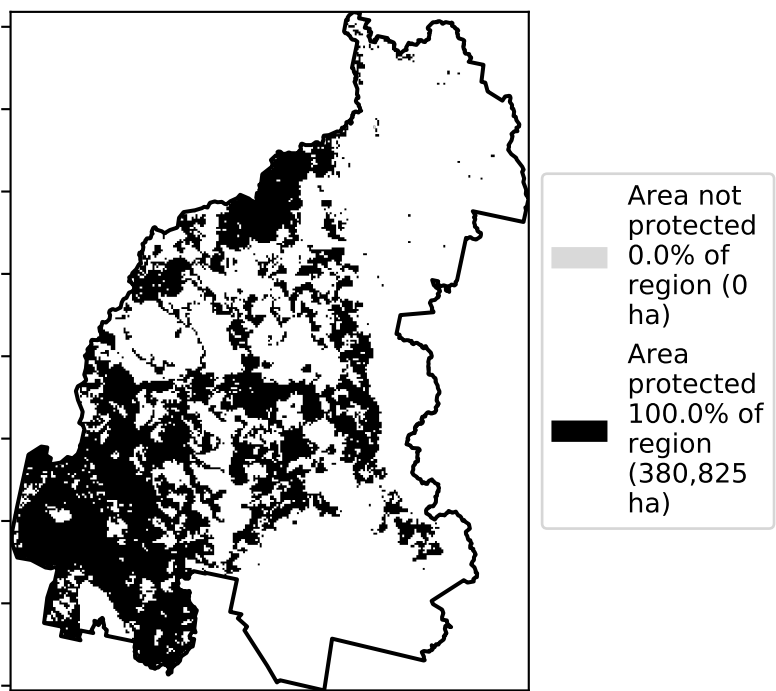 Area not
protected
0.0% of
region (0
ha)
Area
protected
100.0% of
region
(380,825
ha)